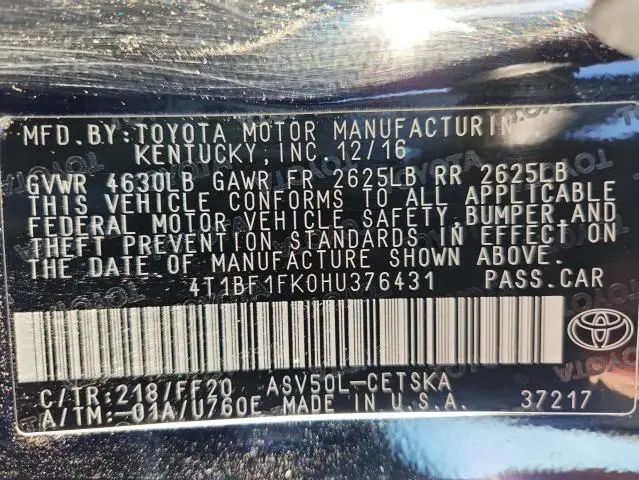 MFD.BY:TOYOTA MOTOR MANUFACTURING
KENTUCKY,INC 12/16
GVWR 4630LB GAWR FR 2625LB RR 2625LB
THIS VEHICLE CONFORMS TO ALL APPLICABLE
FEDERAL MOTOR VEHICLE SAFETY,BUMPER,AND
THEFT PREVENTION STANDARDS IN EFFECT ON
THE DATE OF MANUFACTURE SHOWN ABOVE.
4T1BF1FK0HU376431 PASS.CAR
C/TR:218/FF20 ASV50L-CETSKA
A/TM:-01A/U760E MADE IN U.S.A. 37217